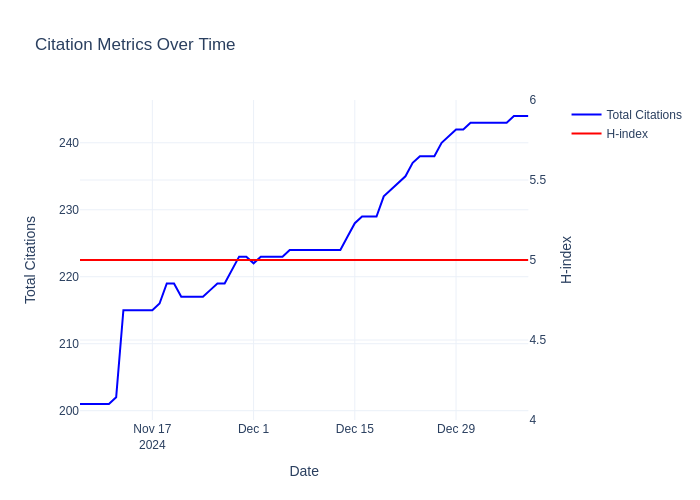 Citation Metrics Over Time
Total Citations
H-index
240
230
220
210
200
6
5.5
5
4.5
4
Total Citations
H-index
Nov 17
2024
Dec 1
Dec 15
Dec 29
Date